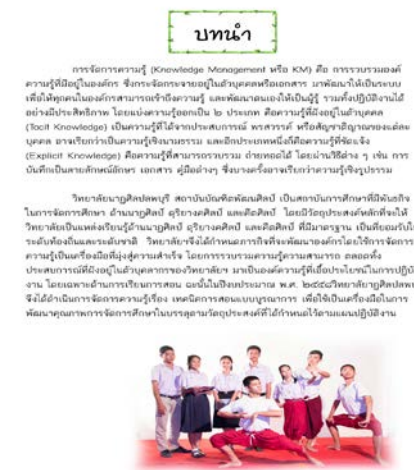 บทนำ
การจัดการความรู้ (Knowledge Management หรือ KM) คือ การรวบรวมองค์
ความรู้ที่มีอยู่ในองค์กร ซึ่งกระจัดกระจายอยู่ในตัวบุคคลหรือเอกสาร มาพัฒนาให้เป็นระบบ
เพื่อให้ทุกคนในองค์กรสามารถเข้าถึงความรู้ และพัฒนาตนเองให้เป็นผู้รู้ รวมทั้งปฏิบัติงานได้
อย่างมีประสิทธิภาพ โดยแบ่งความรู้ออกเป็น ๒ ประเภท คือความรู้ที่ฝังอยู่ในตัวบุคคล
(Tacit Knowledge) เป็นความรู้ที่ได้จากประสบการณ์ พรสวรรค์ หรือสัญชาติญาณของแต่ละ
บุคคล อาจเรียกว่าเป็นความรู้เชิงนามธรรม และอีกประเภทหนึ่งก็คือความรู้ที่ชัดแจ้ง
(Explicit Knowledge) คือความรู้ที่สามารถรวบรวม ถ่ายทอดได้ โดยผ่านวิธีต่าง ๆ เช่น การ
บันทึกเป็นลายลักษณ์อักษร เอกสาร คู่มือต่างๆ ซึ่งบางครั้งอาจเรียกว่าความรู้เชิงรูปธรรม
วิทยาลัยนาฏศิลปลพบุรี สถาบันบัณฑิตพัฒนศิลป์ เป็นสถาบันการศึกษาที่มีพันธกิจ
ในการจัดการศึกษา ด้านนาฏศิลป์ ดุริยางคศิลป์ และคีตศิลป์ โดยมีวัตถุประสงค์หลักที่จะให้
วิทยาลัยเป็นแหล่งเรียนรู้ด้านนาฏศิลป์ ดุริยางคศิลป์ และคีตศิลป์ ที่มีมาตรฐาน เป็นที่ยอมรับใน
ระดับท้องถิ่นและระดับชาติ วิทยาลัยฯจึงได้กำหนดภารกิจที่จะพัฒนาองค์กรโดยใช้การจัดการ
ความรู้เป็นเครื่องมือที่มุ่งสู่ความสำเร็จ โดยการรวบรวมความรู้ความสามารถ ตลอดทั้ง
ประสบการณ์ที่ฝังอยู่ในตัวบุคลากรของวิทยาลัยฯ มาเป็นองค์ความรู้ที่เอื้อประโยชน์ในการปฏิบัติ
งาน โดยเฉพาะด้านการเรียนการสอน ฉะนั้นในปีงบประมาณ พ.ศ. ๒๕๕๘วิทยาลัยนาฏศิลปลพบุรี
จึงได้ดำเนินการจัดการความรู้เรื่อง เทคนิคการสอนแบบบูรณาการ เพื่อใช้เป็นเครื่องมือในการ
พัฒนาคุณภาพการจัดการศึกษาในบรรลุตามวัตถุประสงค์ที่ได้กำหนดไว้ตามแผนปฏิบัติงาน